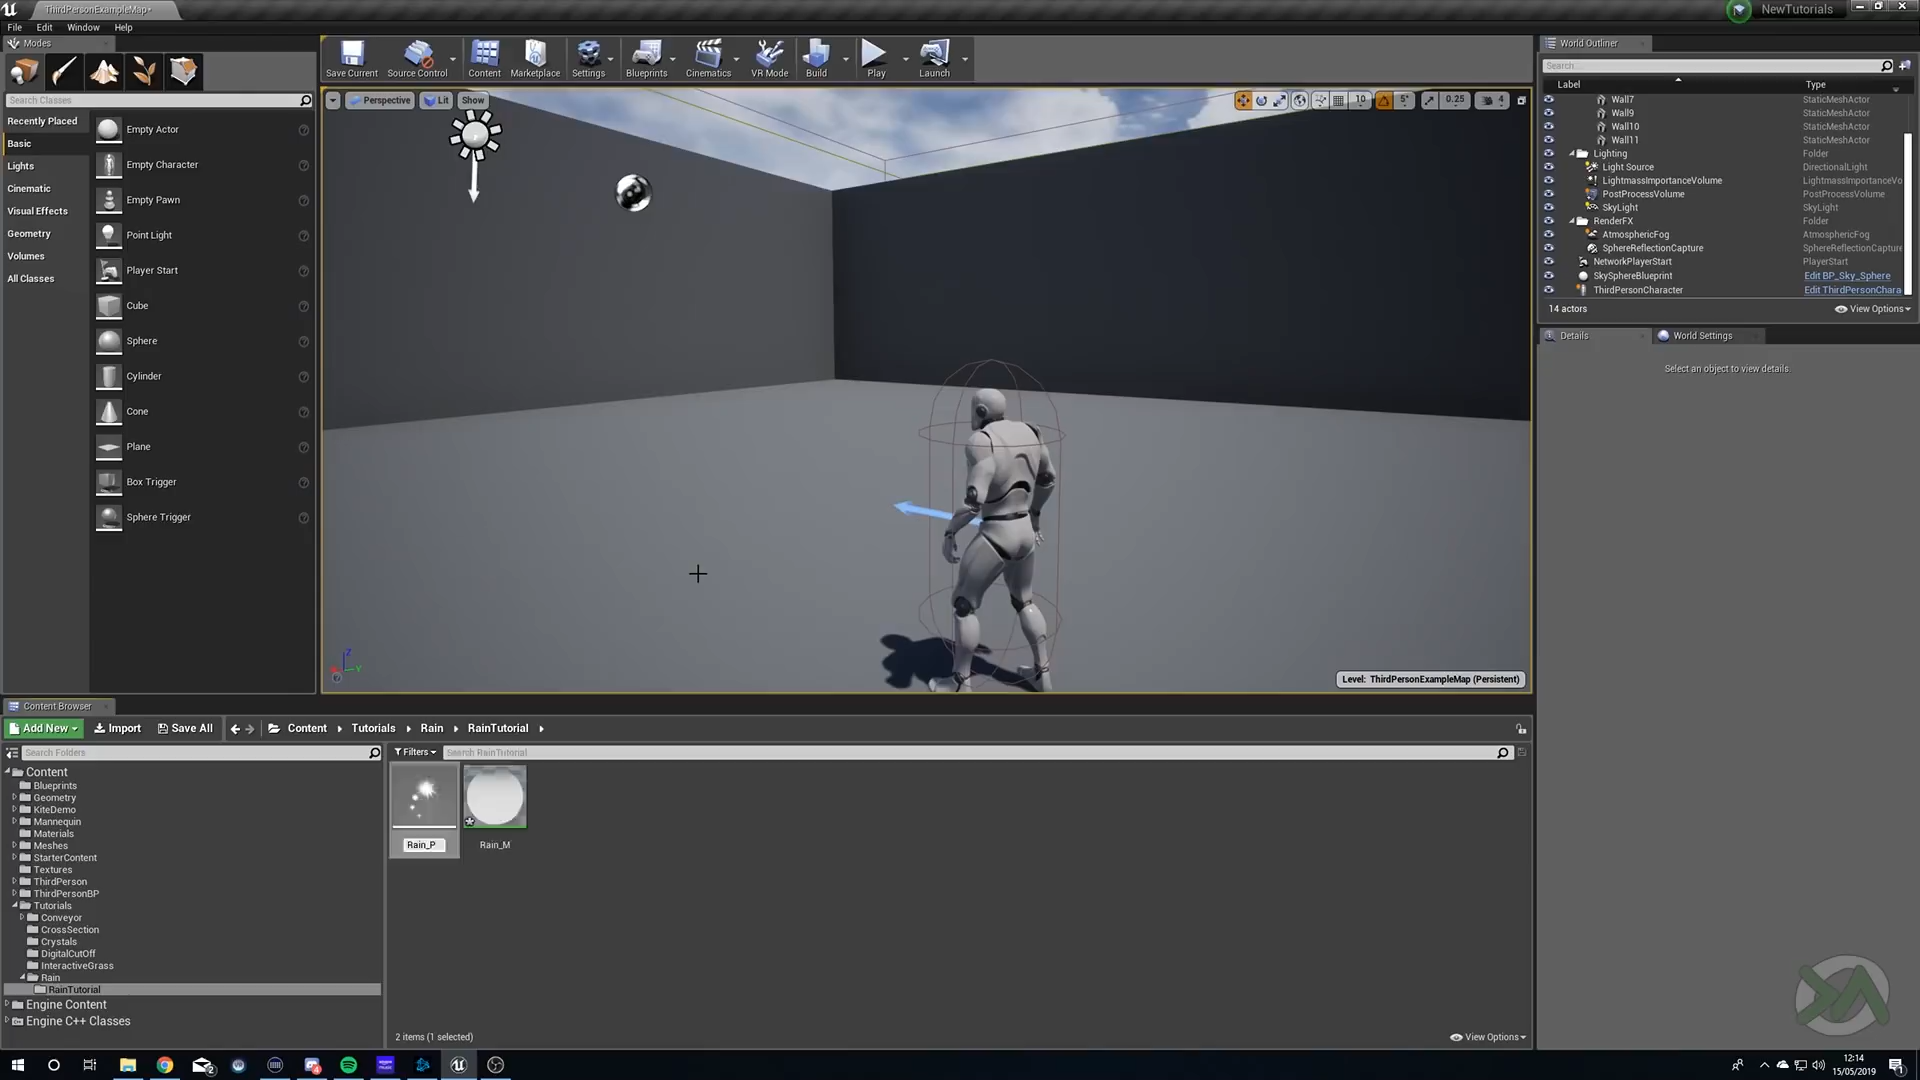 ThirdPersonExampleMap*
NewTutorials
File Edit Window Help
Modes
Search Classes
Recently Placed
Basic
Lights
Cinematic
Visual Effects
Geometry
Volumes
All Classes
Empty Actor
Empty Character
Empty Pawn
Point Light
Player Start
Cube
Sphere
Cylinder
Cone
Plane
Box Trigger
Sphere Trigger
Save Current
Source Control
Content
Marketplace
Settings
Blueprints
Cinematics
VR Mode
Build
Play
Launch
Perspective
Lit
Show
10
5°
0.25
4
Z
Y
Level: ThirdPersonExampleMap (Persistent)
World Outliner
Search...
Label Type
Wall7 StaticMeshActor
Wall9 StaticMeshActor
Wall10 StaticMeshActor
Wall11 StaticMeshActor
Lighting Folder
Light Source DirectionalLight
LightmassImportanceVolume LightmassImportanceVo
PostProcessVolume PostProcessVolume
SkyLight SkyLight
RenderFX Folder
AtmosphericFog AtmosphericFog
SphereReflectionCapture SphereReflectionCapture
NetworkPlayerStart PlayerStart
SkySphereBlueprint Edit BP_Sky_Sphere
ThirdPersonCharacter Edit ThirdPersonChara
14 actors
View Options
Details
World Settings
Select an object to view details.
Content Browser
Add New
Import
Save All
Content Tutorials Rain RainTutorial
Search Folders
Filters
Search RainTutorial
Content
Blueprints
Geometry
KiteDemo
Mannequin
Materials
Meshes
StarterContent
Textures
ThirdPerson
ThirdPersonBP
Tutorials
Conveyor
CrossSection
Crystals
DigitalCutOff
InteractiveGrass
Rain
RainTutorial
Engine Content
Engine C++ Classes
Rain_P
Rain_M
2 items (1 selected)
View Options
12:14
15/05/2019